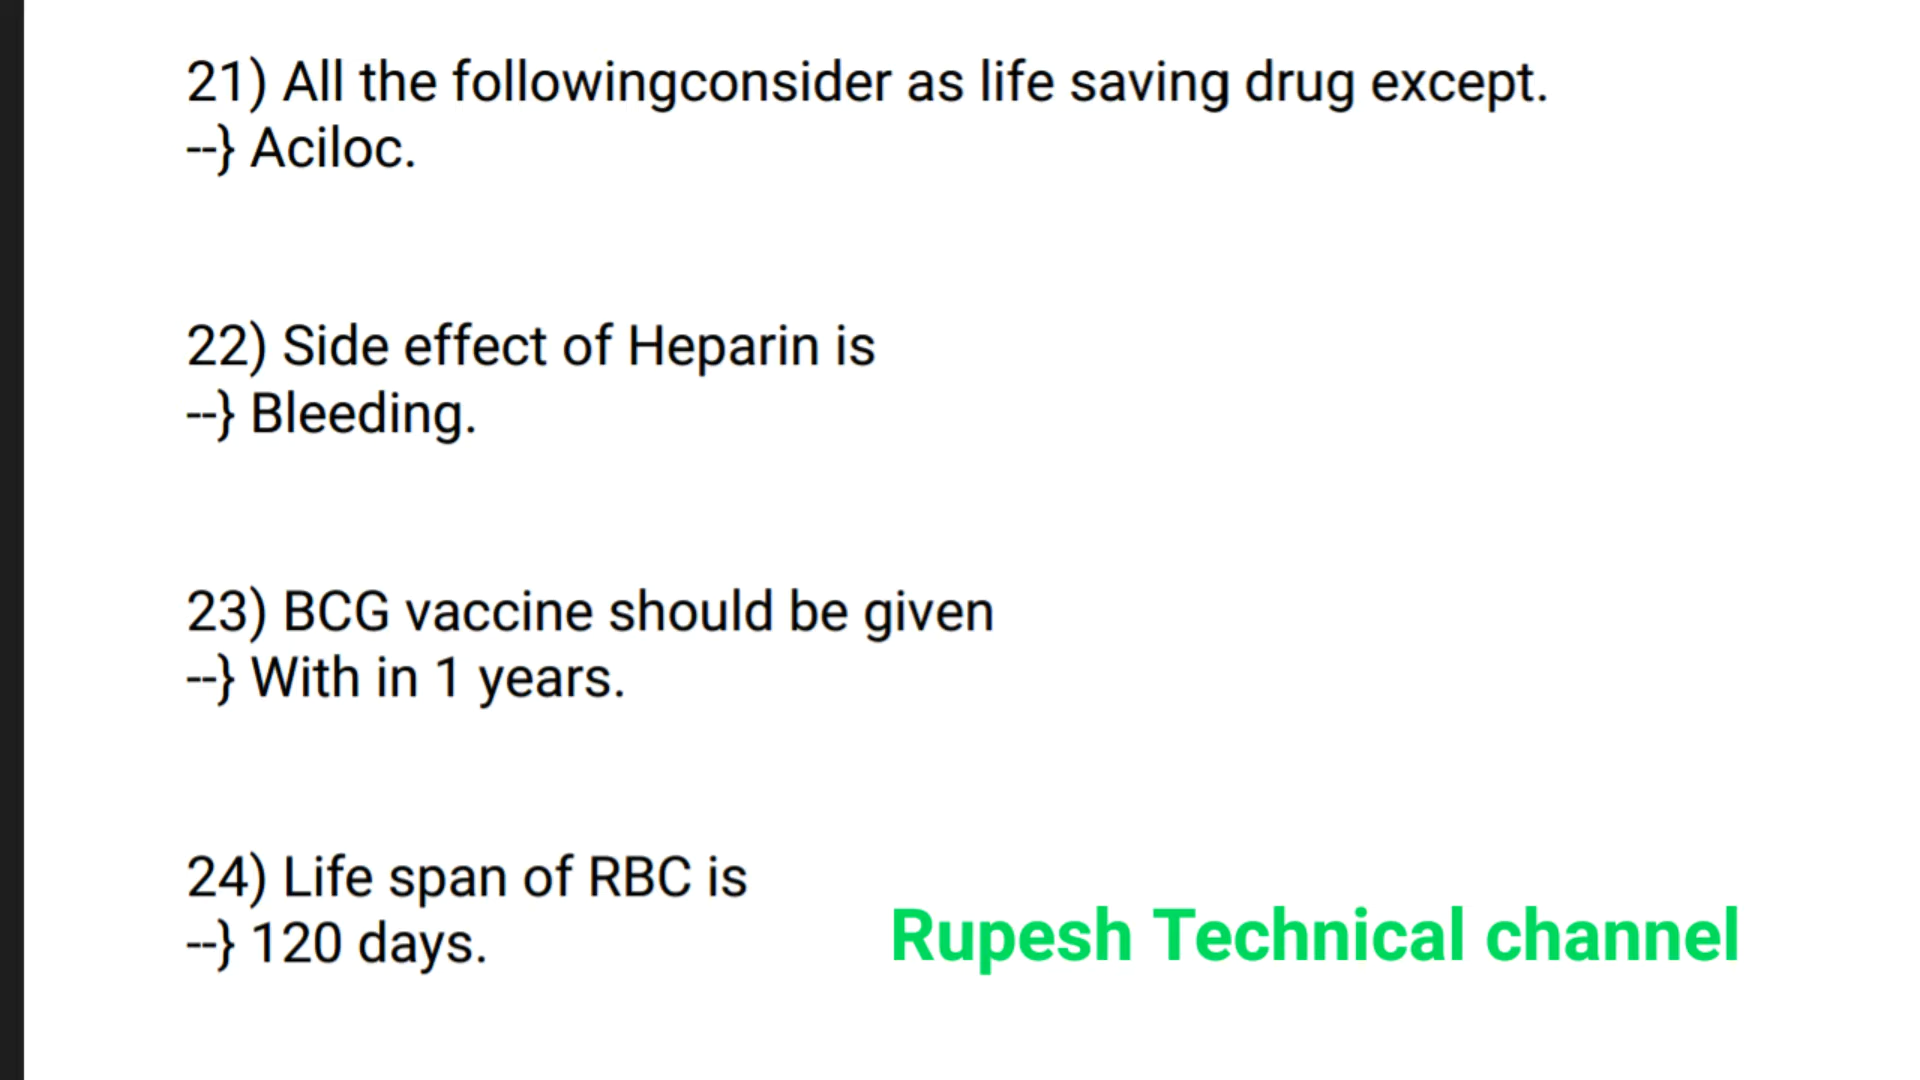 21) All the followingconsider as life saving drug except.
--} Aciloc.
22) Side effect of Heparin is
--} Bleeding.
23) BCG vaccine should be given
--} With in 1 years.
24) Life span of RBC is
--} 120 days.
Rupesh Technical channel